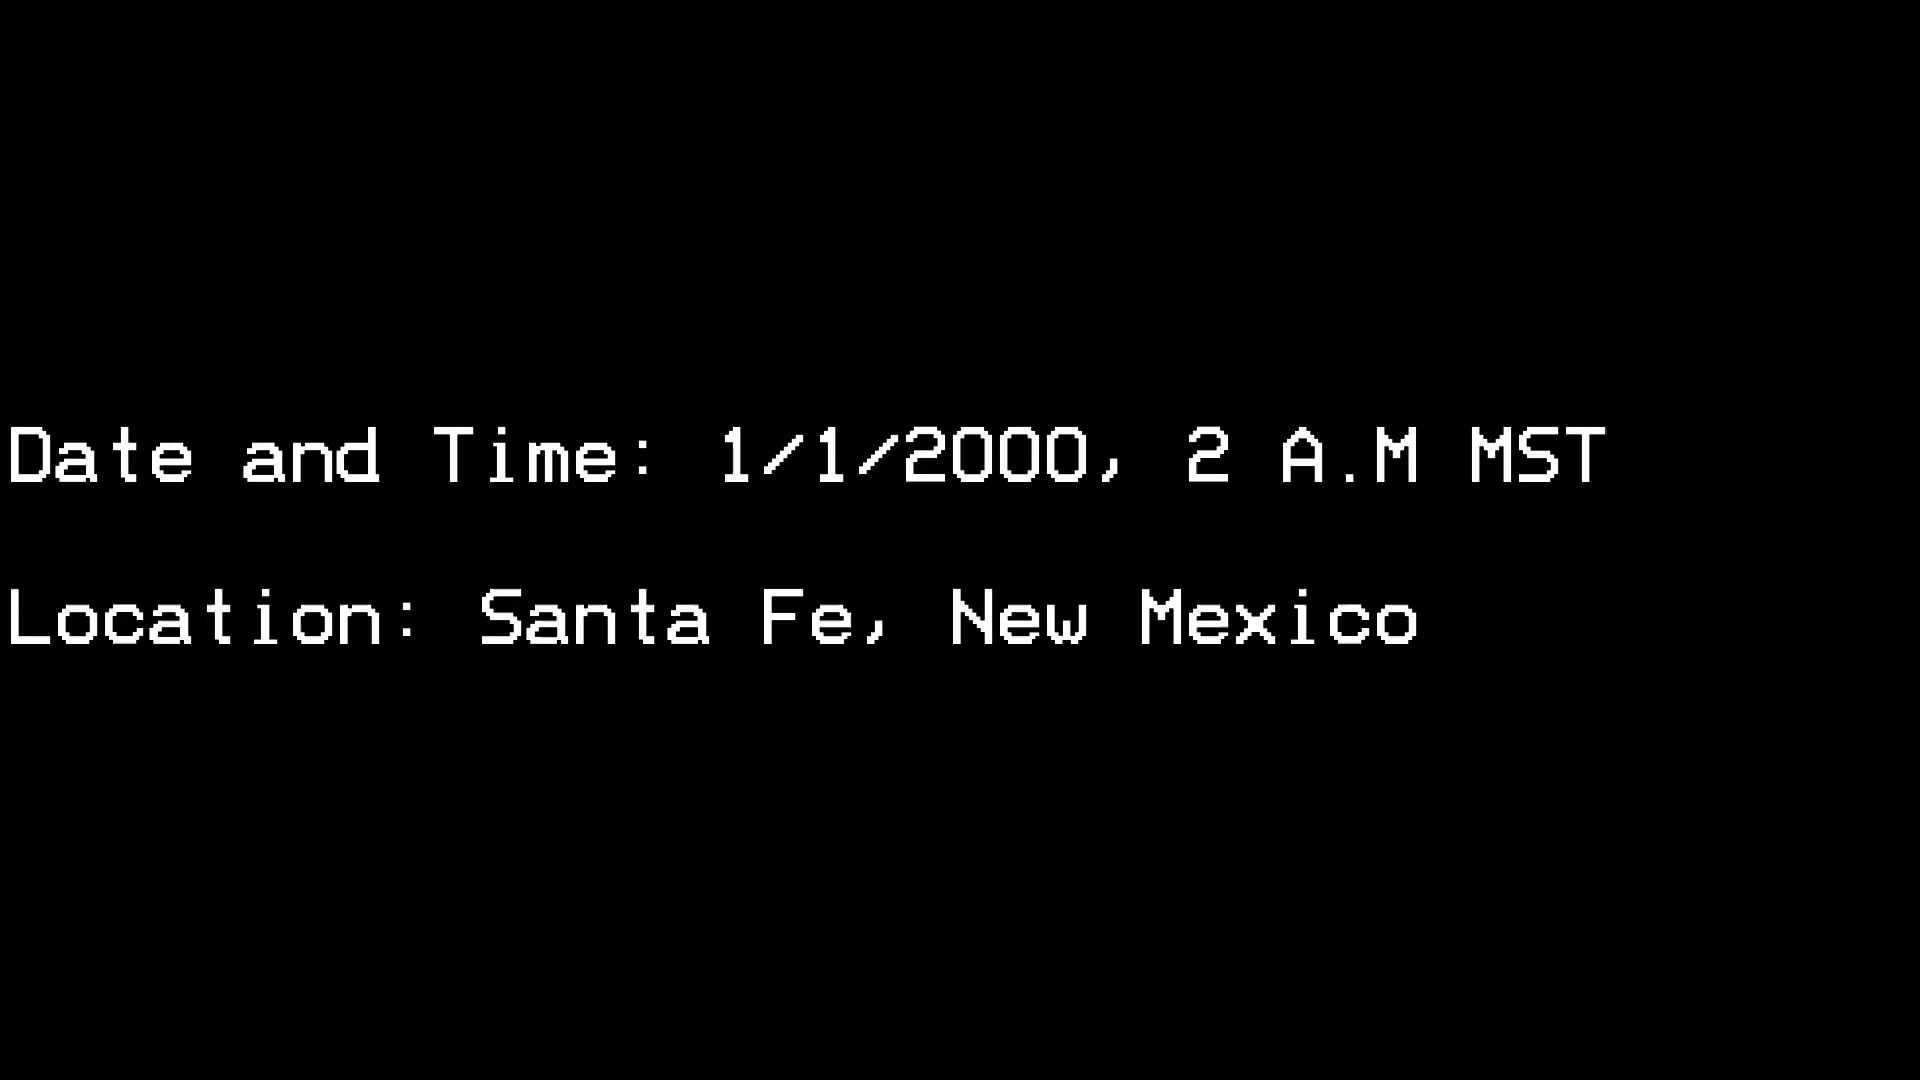 Date and Time: 1/1/2000, 2 A.M MST
Location: Santa Fe, New Mexico